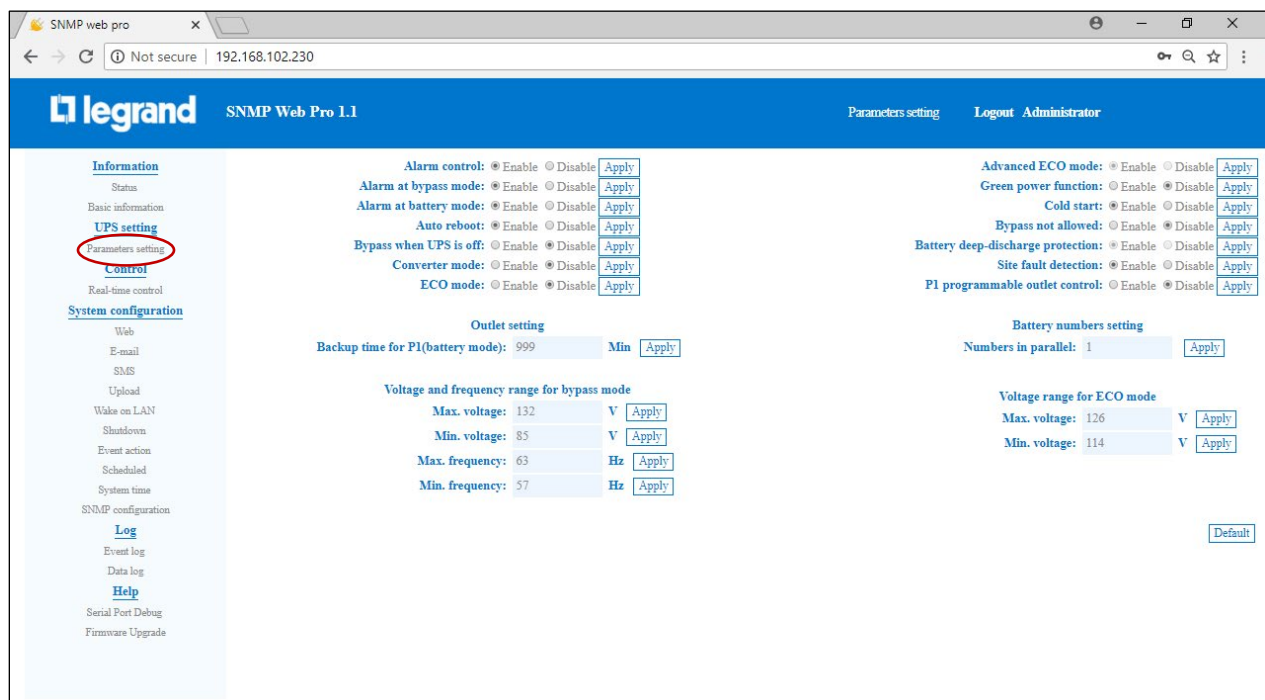 SNMP web pro
Not secure | 192.168.102.230
legrand
SNMP Web Pro 1.1
Parameters setting Logout Administrator
Information
Status
Basic information
UPS setting
Parameters setting
Control
Real-time control
System configuration
Web
E-mail
SMS
Upload
Wake on LAN
Shutdown
Event action
Scheduled
System time
SNMP configuration
Log
Event log
Data log
Help
Serial Port Debug
Firmware Upgrade
Alarm control: Enable Disable Apply
Alarm at bypass mode: Enable Disable Apply
Alarm at battery mode: Enable Disable Apply
Auto reboot: Enable Disable Apply
Bypass when UPS is off: Enable Disable Apply
Converter mode: Enable Disable Apply
ECO mode: Enable Disable Apply
Advanced ECO mode: Enable Disable Apply
Green power function: Enable Disable Apply
Cold start: Enable Disable Apply
Bypass not allowed: Enable Disable Apply
Battery deep-discharge protection: Enable Disable Apply
Site fault detection: Enable Disable Apply
P1 programmable outlet control: Enable Disable Apply
Outlet setting
Backup time for P1(battery mode): 999 Min Apply
Battery numbers setting
Numbers in parallel: 1 Apply
Voltage and frequency range for bypass mode
Max. voltage: 132 V Apply
Min. voltage: 85 V Apply
Max. frequency: 63 Hz Apply
Min. frequency: 57 Hz Apply
Voltage range for ECO mode
Max. voltage: 126 V Apply
Min. voltage: 114 V Apply
Default